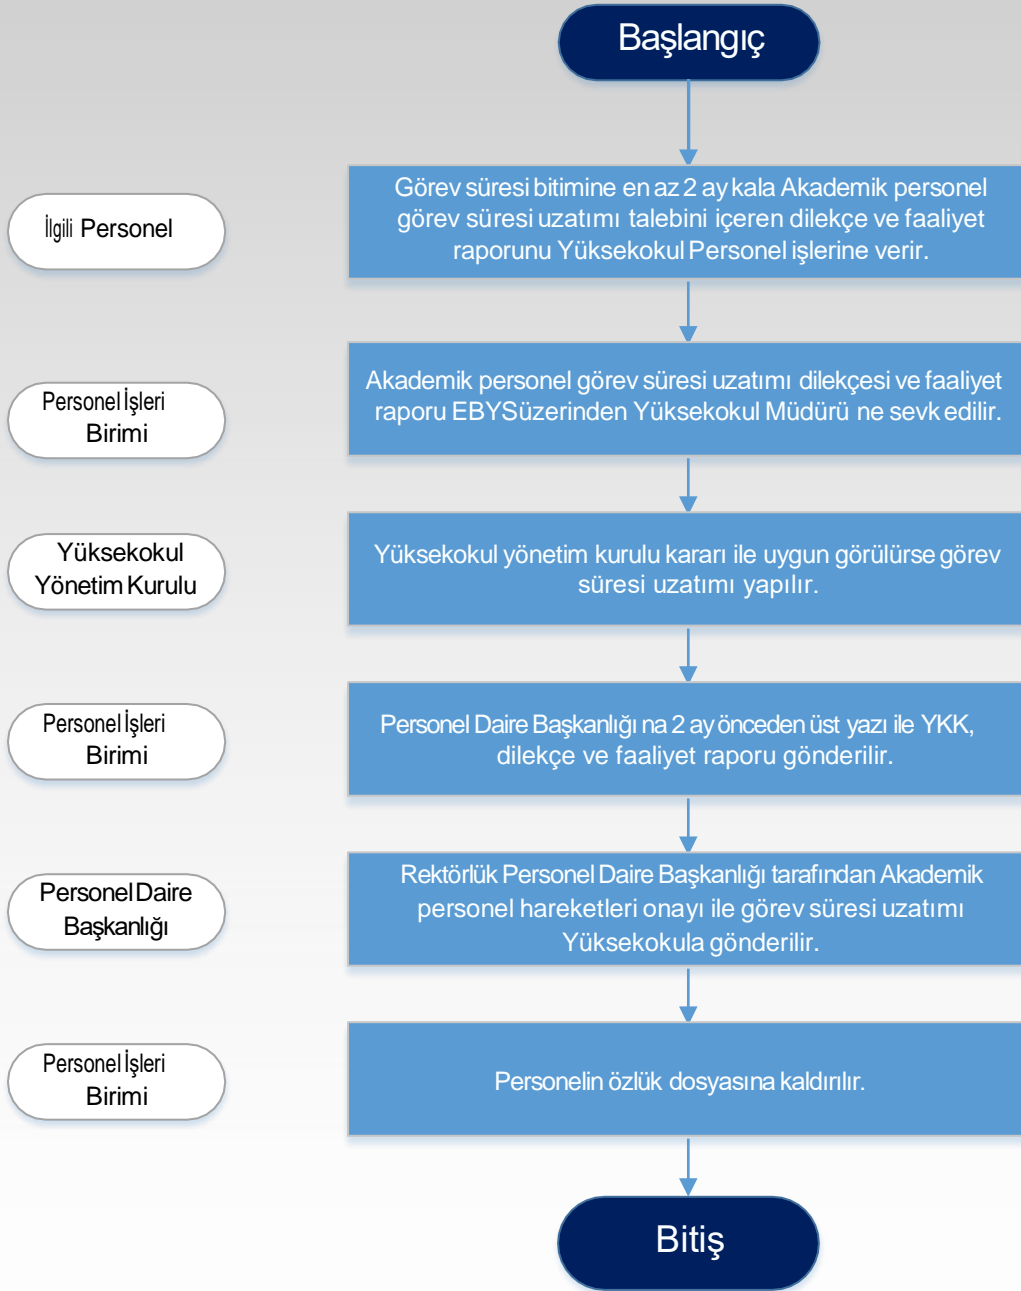 Başlangıç
İlgili Personel
Görev süresi bitimine en az 2 ay kala Akademik personel
görev süresi uzatımı talebini içeren dilekçe ve faaliyet
raporunu Yüksekokul Personel işlerine verir.
Personel İşleri
Birimi
Akademik personel görev süresi uzatımı dilekçesi ve faaliyet
raporu EBYSüzerinden Yüksekokul Müdürü ne sevk edilir.
Yüksekokul
Yönetim Kurulu
Yüksekokul yönetim kurulu kararı ile uygun görülürse görev
süresi uzatımı yapılır.
Personel İşleri
Birimi
Personel Daire Başkanlığı na 2 ay önceden üst yazı ile YKK,
dilekçe ve faaliyet raporu gönderilir.
Personel Daire
Başkanlığı
Rektörlük Personel Daire Başkanlığı tarafından Akademik
personel hareketleri onayı ile görev süresi uzatımı
Yüksekokula gönderilir.
Personel İşleri
Birimi
Personelin özlük dosyasına kaldırılır.
Bitiş